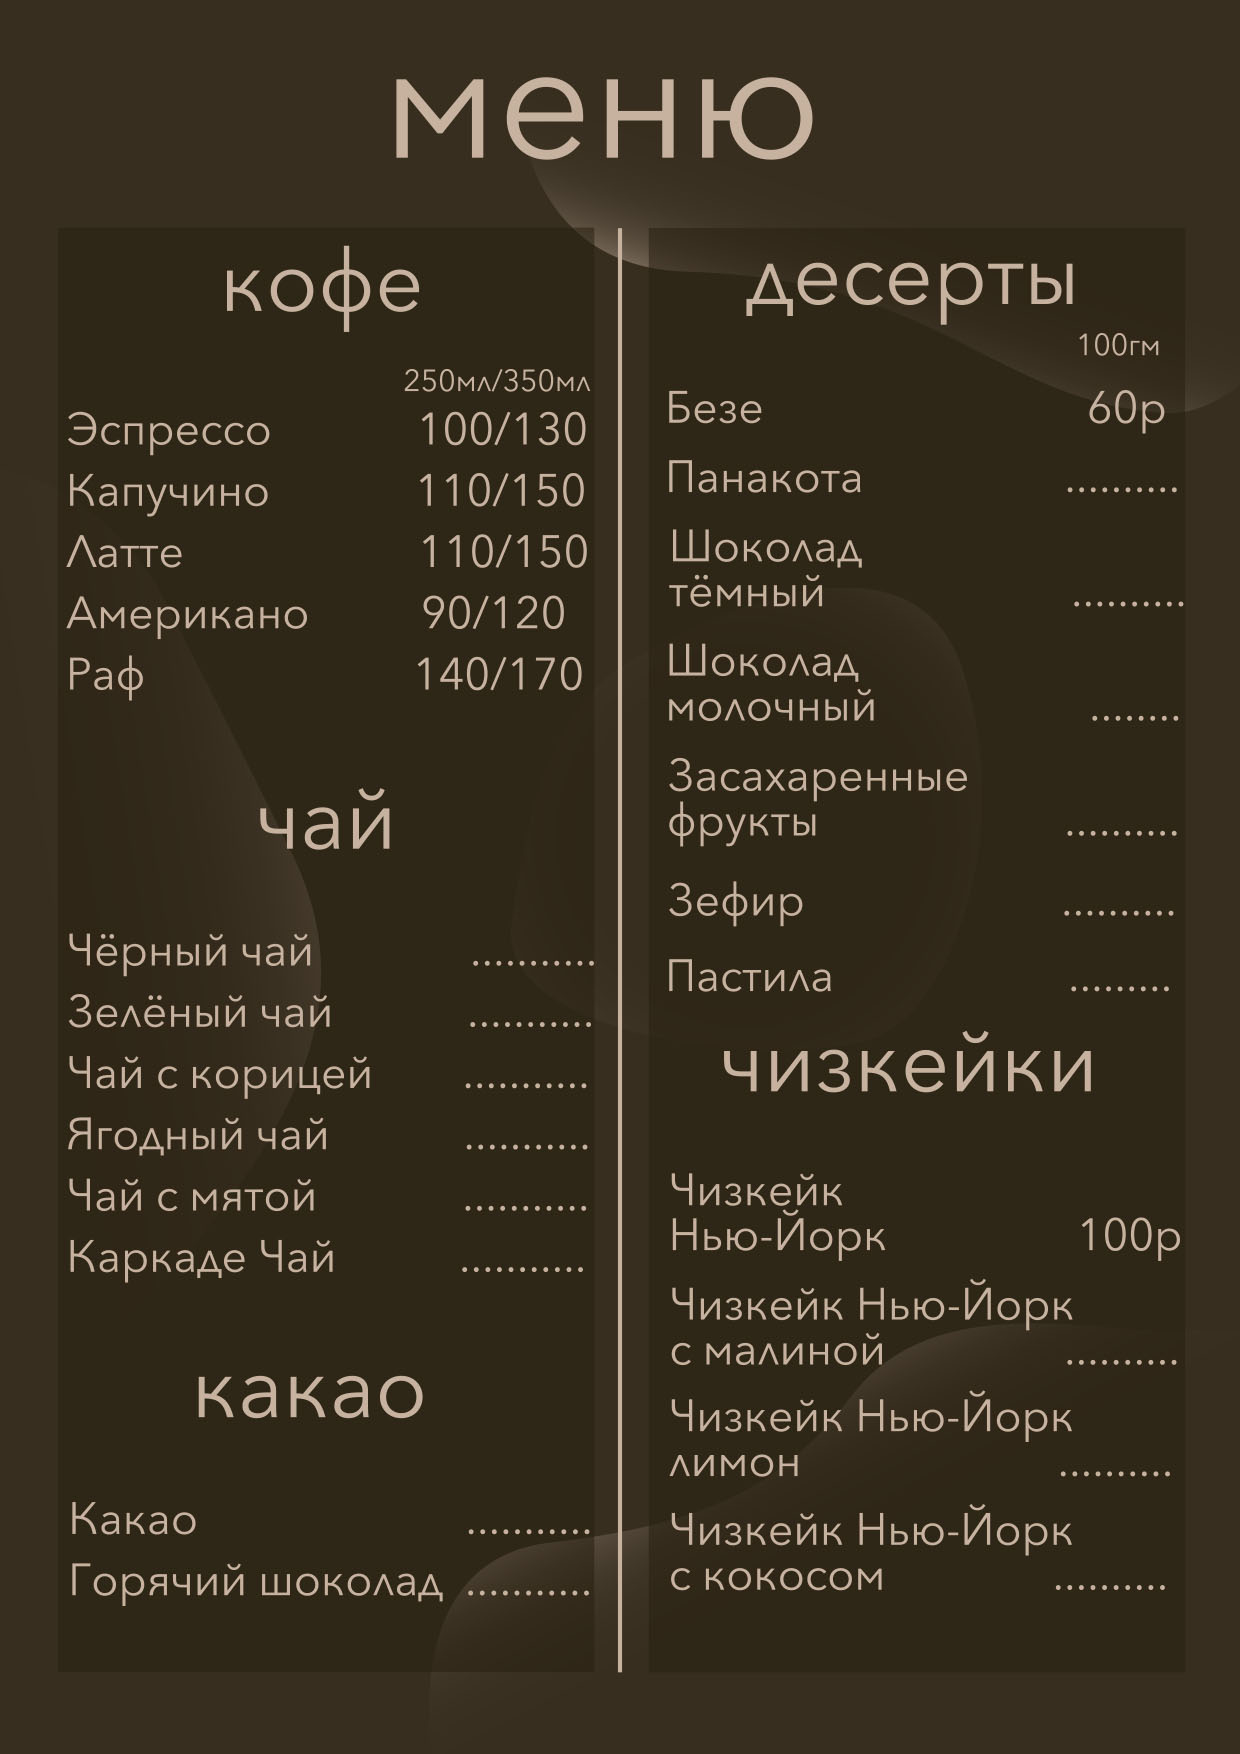 меню
кофе
250мл/350мл
Эспрессо 100/130
Капучино 110/150
Латте 110/150
Американо 90/120
Раф 140/170
чай
Чёрный чай ...........
Зелёный чай ...........
Чай с корицей ...........
Ягодный чай ...........
Чай с мятой ...........
Каркаде Чай ...........
какао
Какао ...........
Горячий шоколад ...........
десерты
100гм
Безе 60р
Панакота ..........
Шоколад
тёмный ..........
Шоколад
молочный ........
Засахаренные
фрукты ..........
Зефир ..........
Пастила .........
чизкейки
Чизкейк
Нью-Йорк 100р
Чизкейк Нью-Йорк
с малиной ..........
Чизкейк Нью-Йорк
лимон ..........
Чизкейк Нью-Йорк
с кокосом ..........